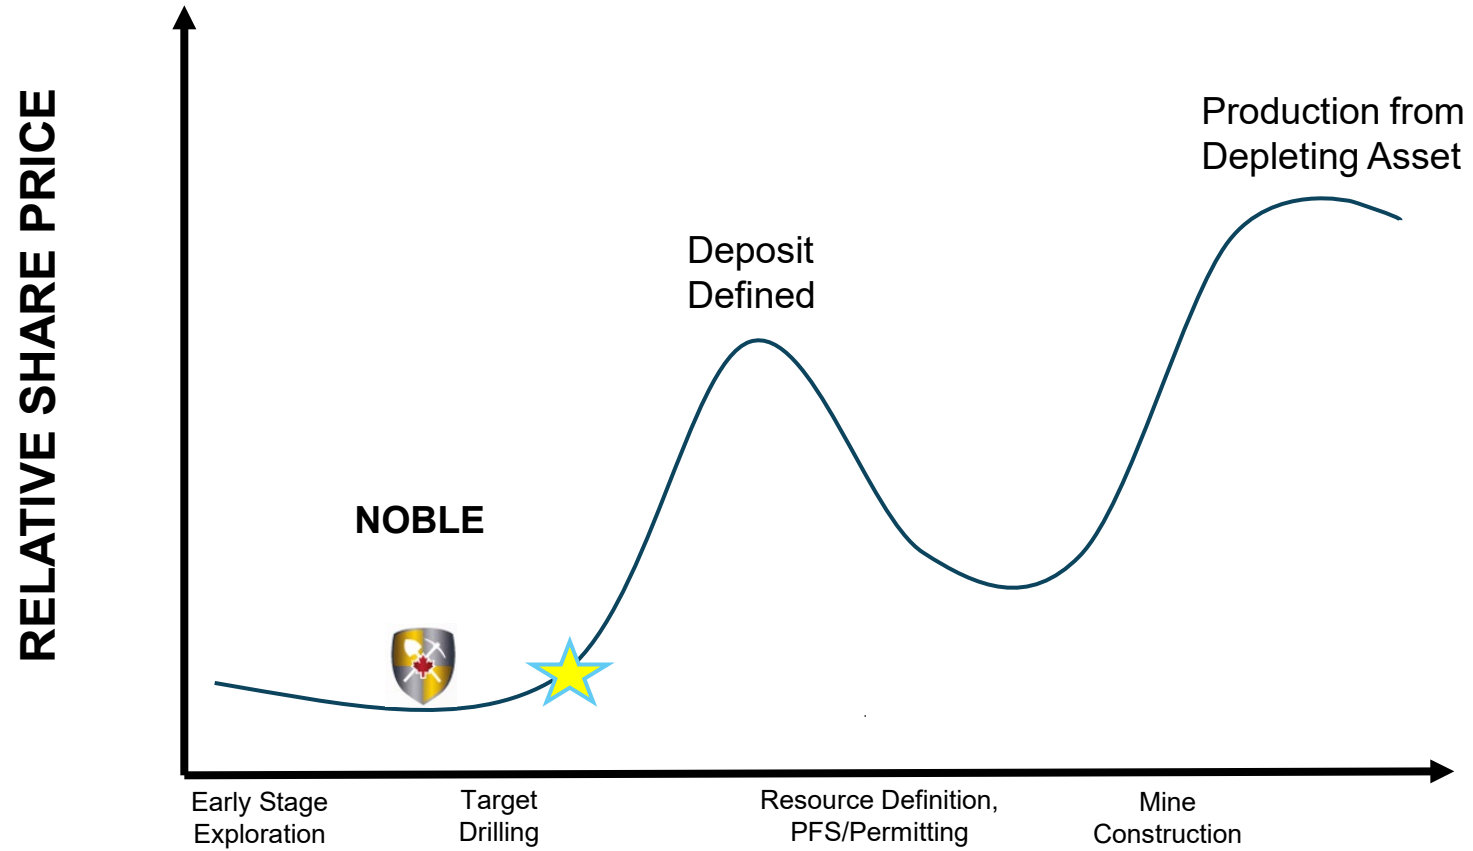 RELATIVE SHARE PRICE
Production from
Depleting Asset
Deposit
Defined
NOBLE
Early Stage
Exploration
Target
Drilling
Resource Definition,
PFS/Permitting
Mine
Construction